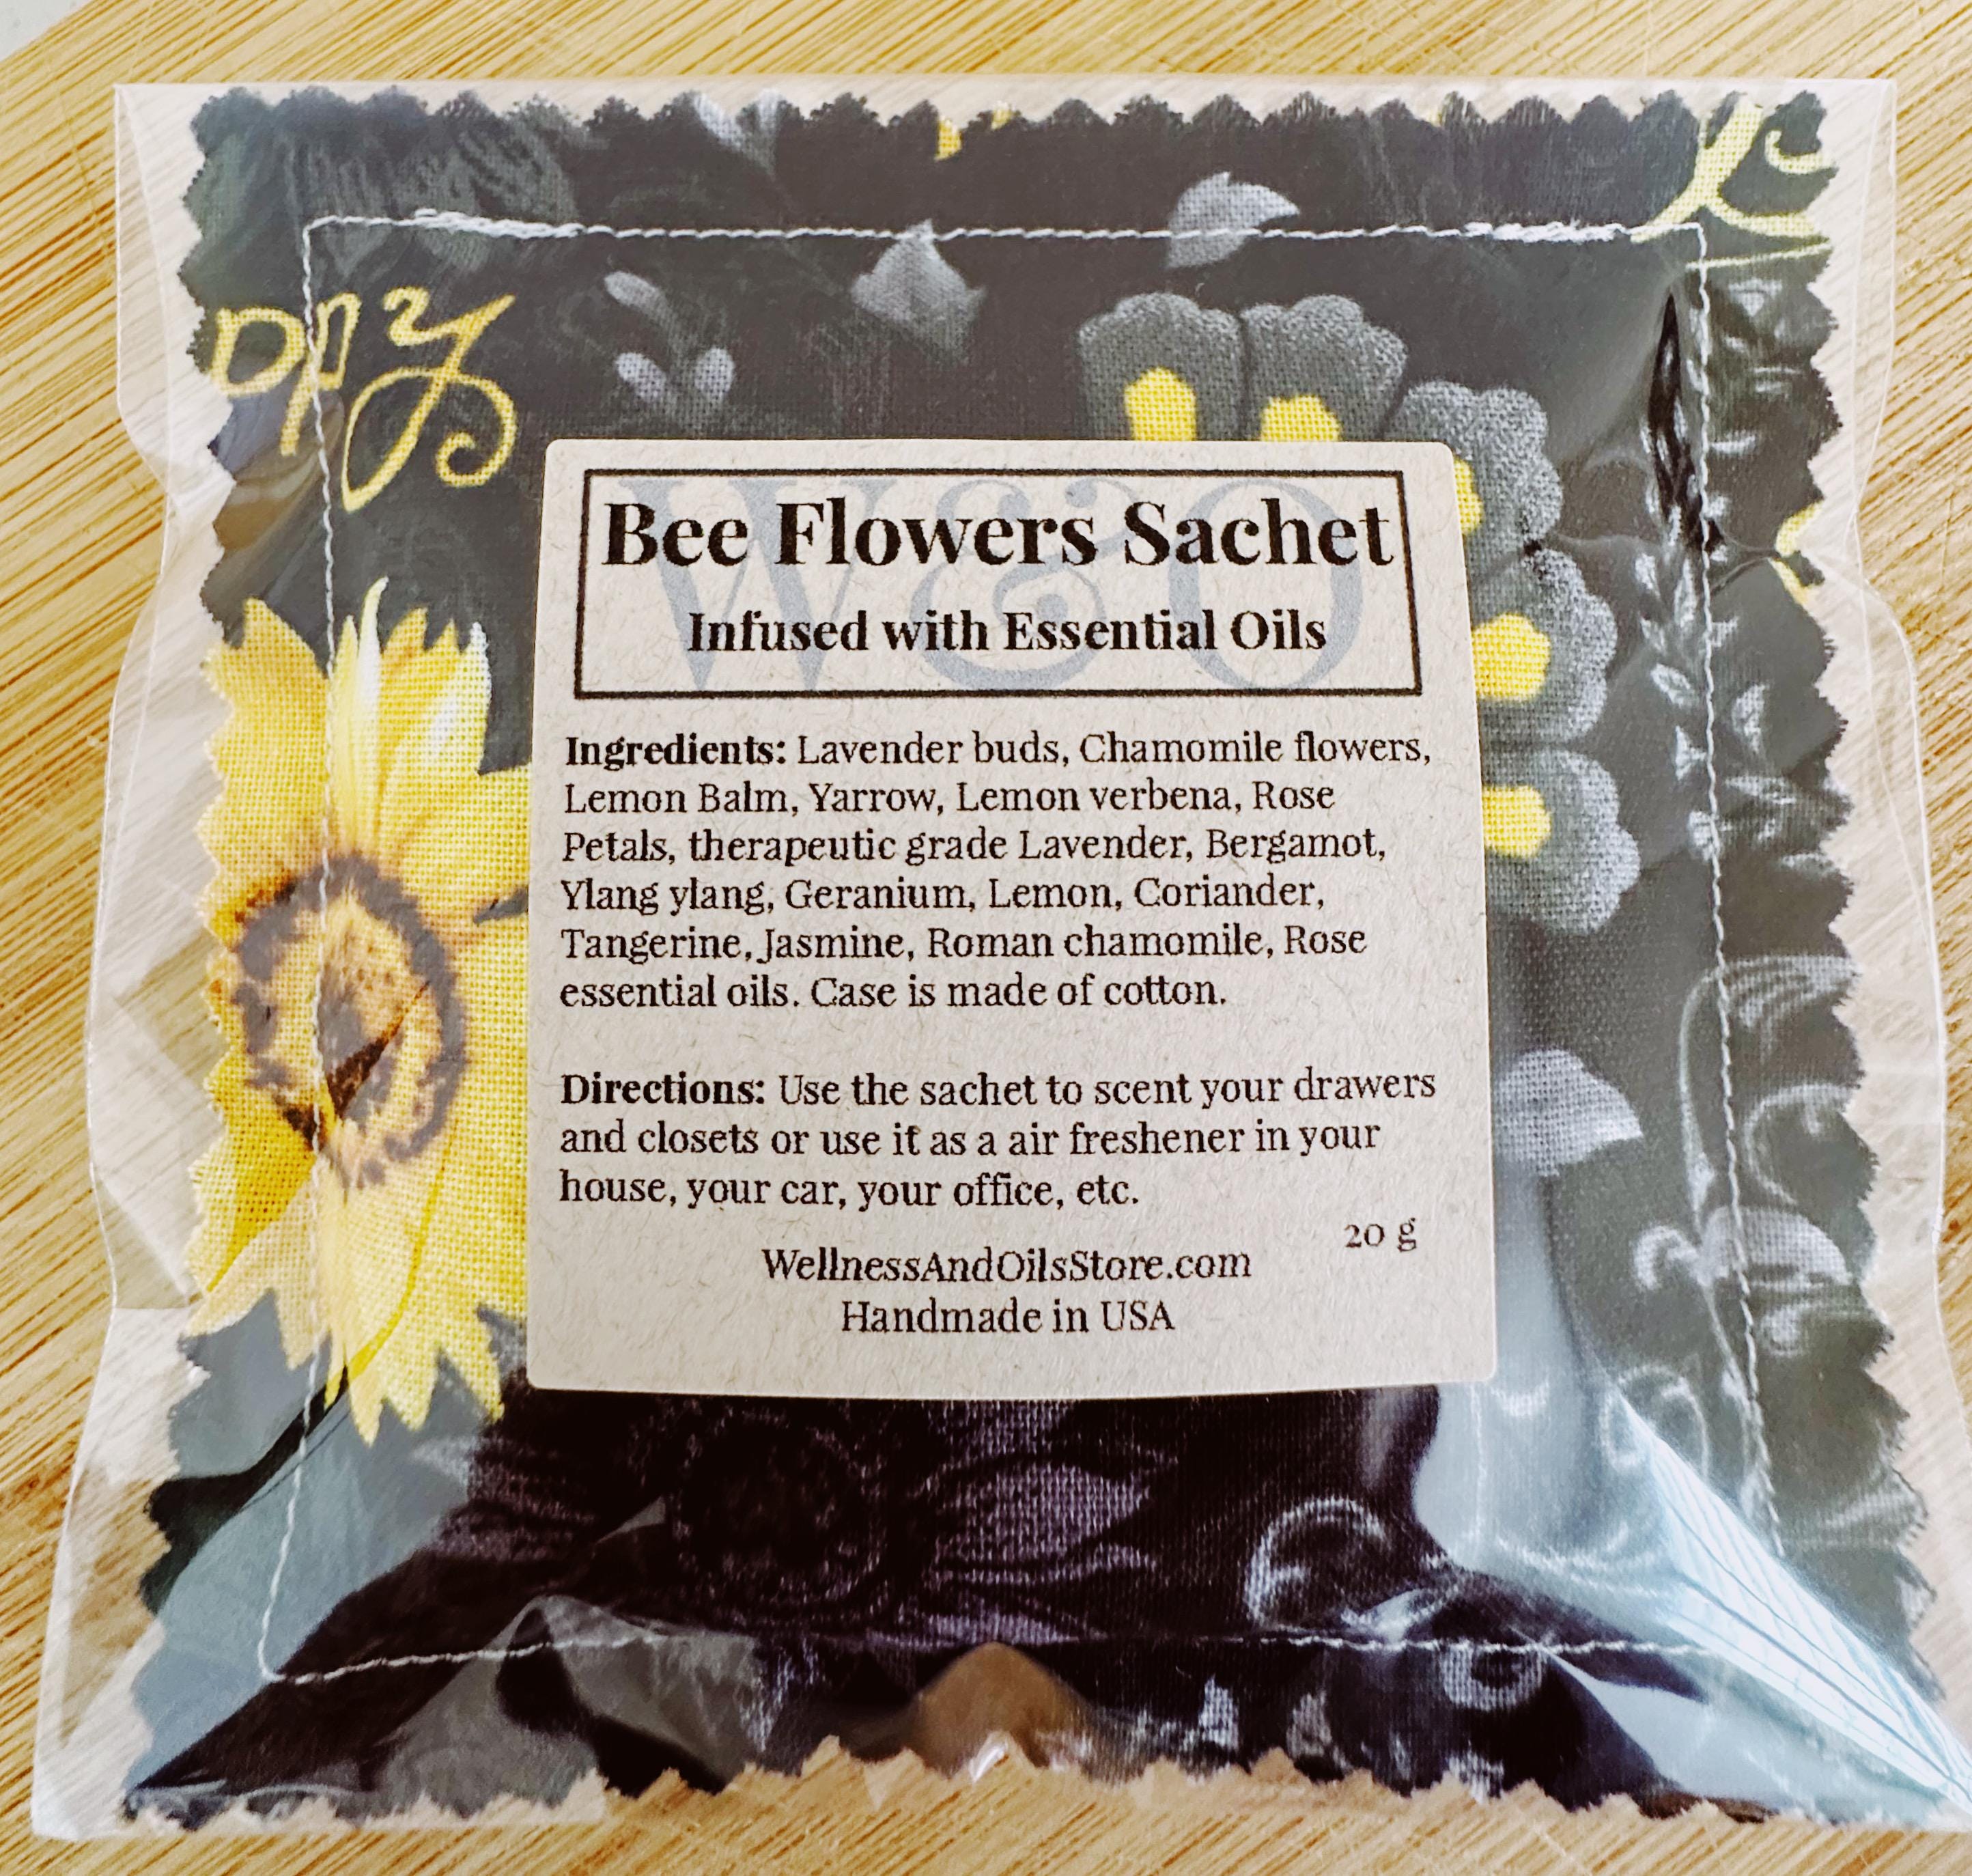 ppy
W&O
Bee Flowers Sachet
Infused with Essential Oils
Ingredients: Lavender buds, Chamomile flowers,
Lemon Balm, Yarrow, Lemon verbena, Rose
Petals, therapeutic grade Lavender, Bergamot,
Ylang ylang, Geranium, Lemon, Coriander,
Tangerine, Jasmine, Roman chamomile, Rose
essential oils. Case is made of cotton.
Directions: Use the sachet to scent your drawers
and closets or use it as a air freshener in your
house, your car, your office, etc.
20 g
WellnessAndOilsStore.com
Handmade in USA